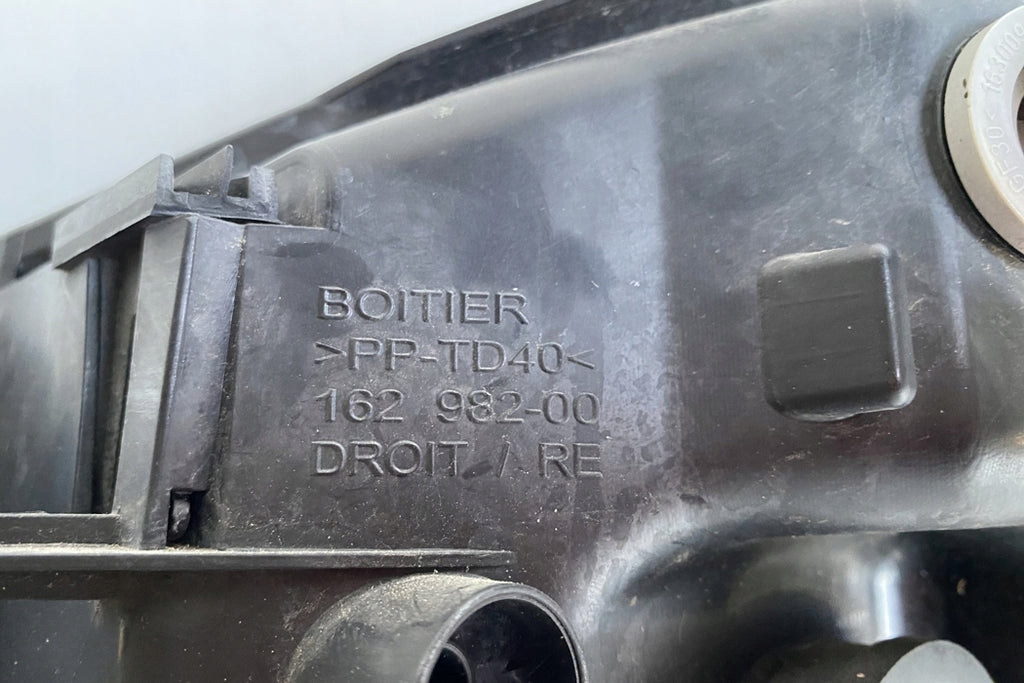 BOITIER
>PP-TD40<
162 982-00
DROIT / RE